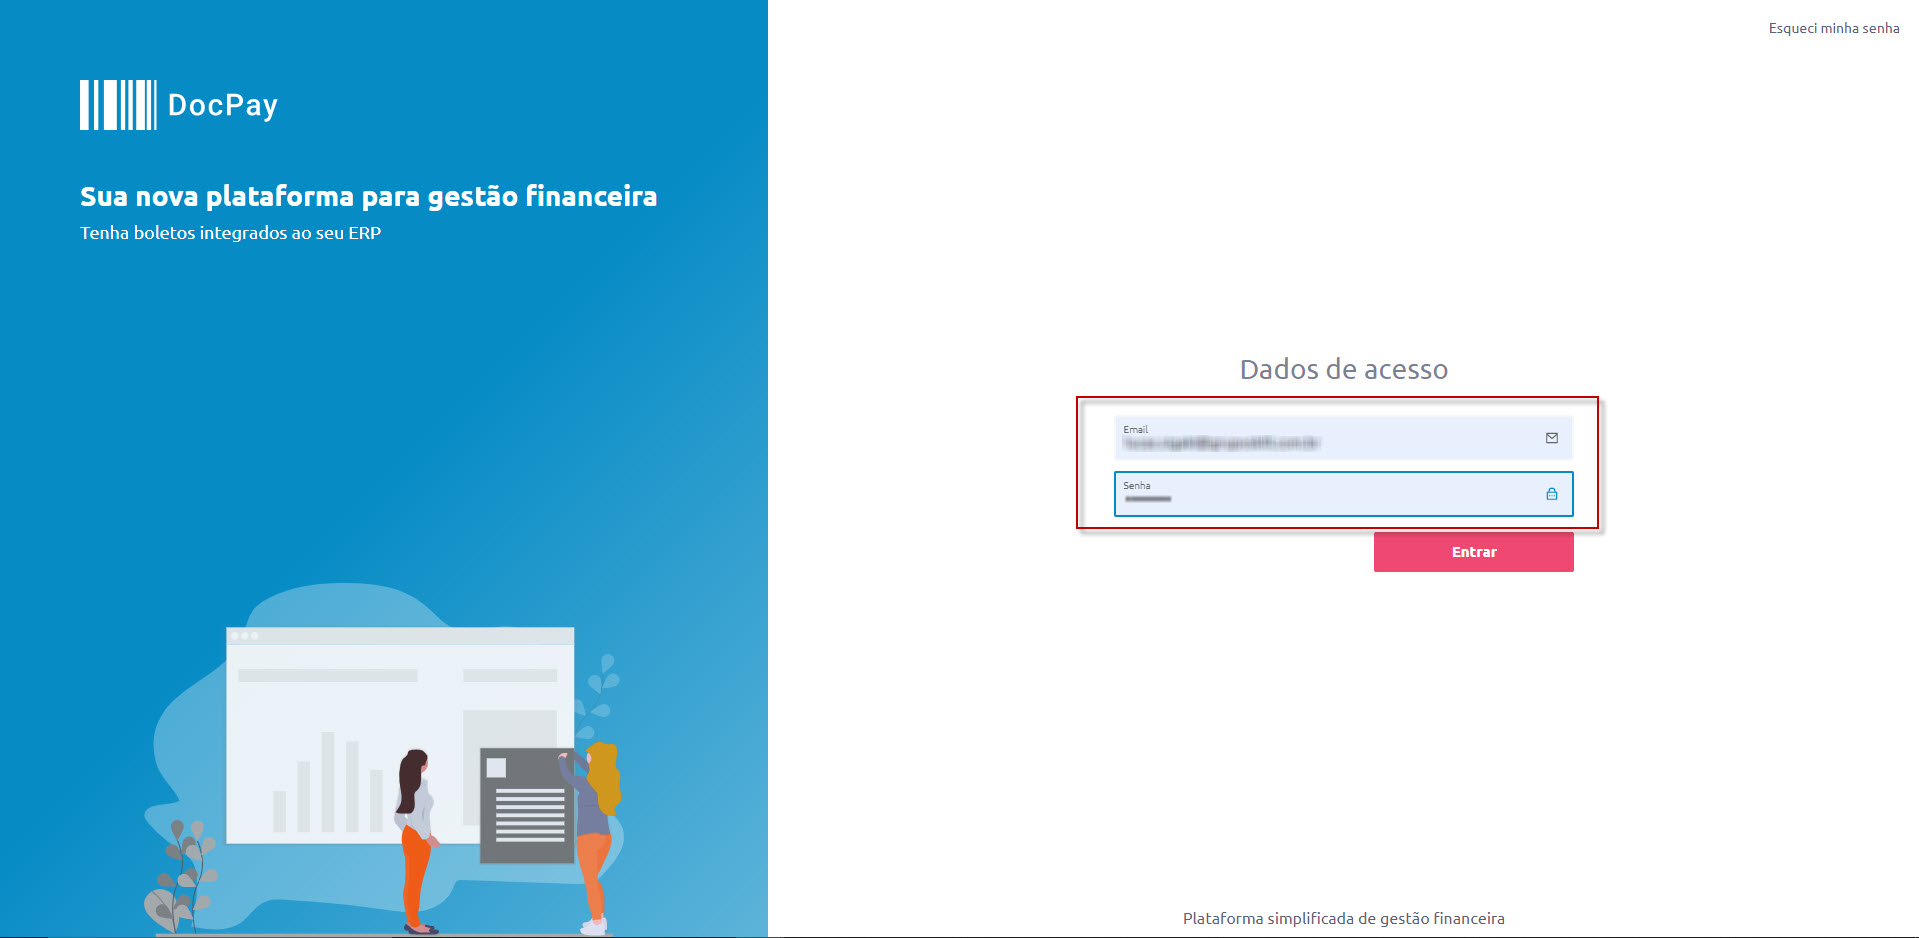 Esqueci minha senha
DocPay
Sua nova plataforma para gestão financeira
Tenha boletos integrados ao seu ERP
Dados de acesso
Email
Senha
Entrar
Plataforma simplificada de gestão financeira